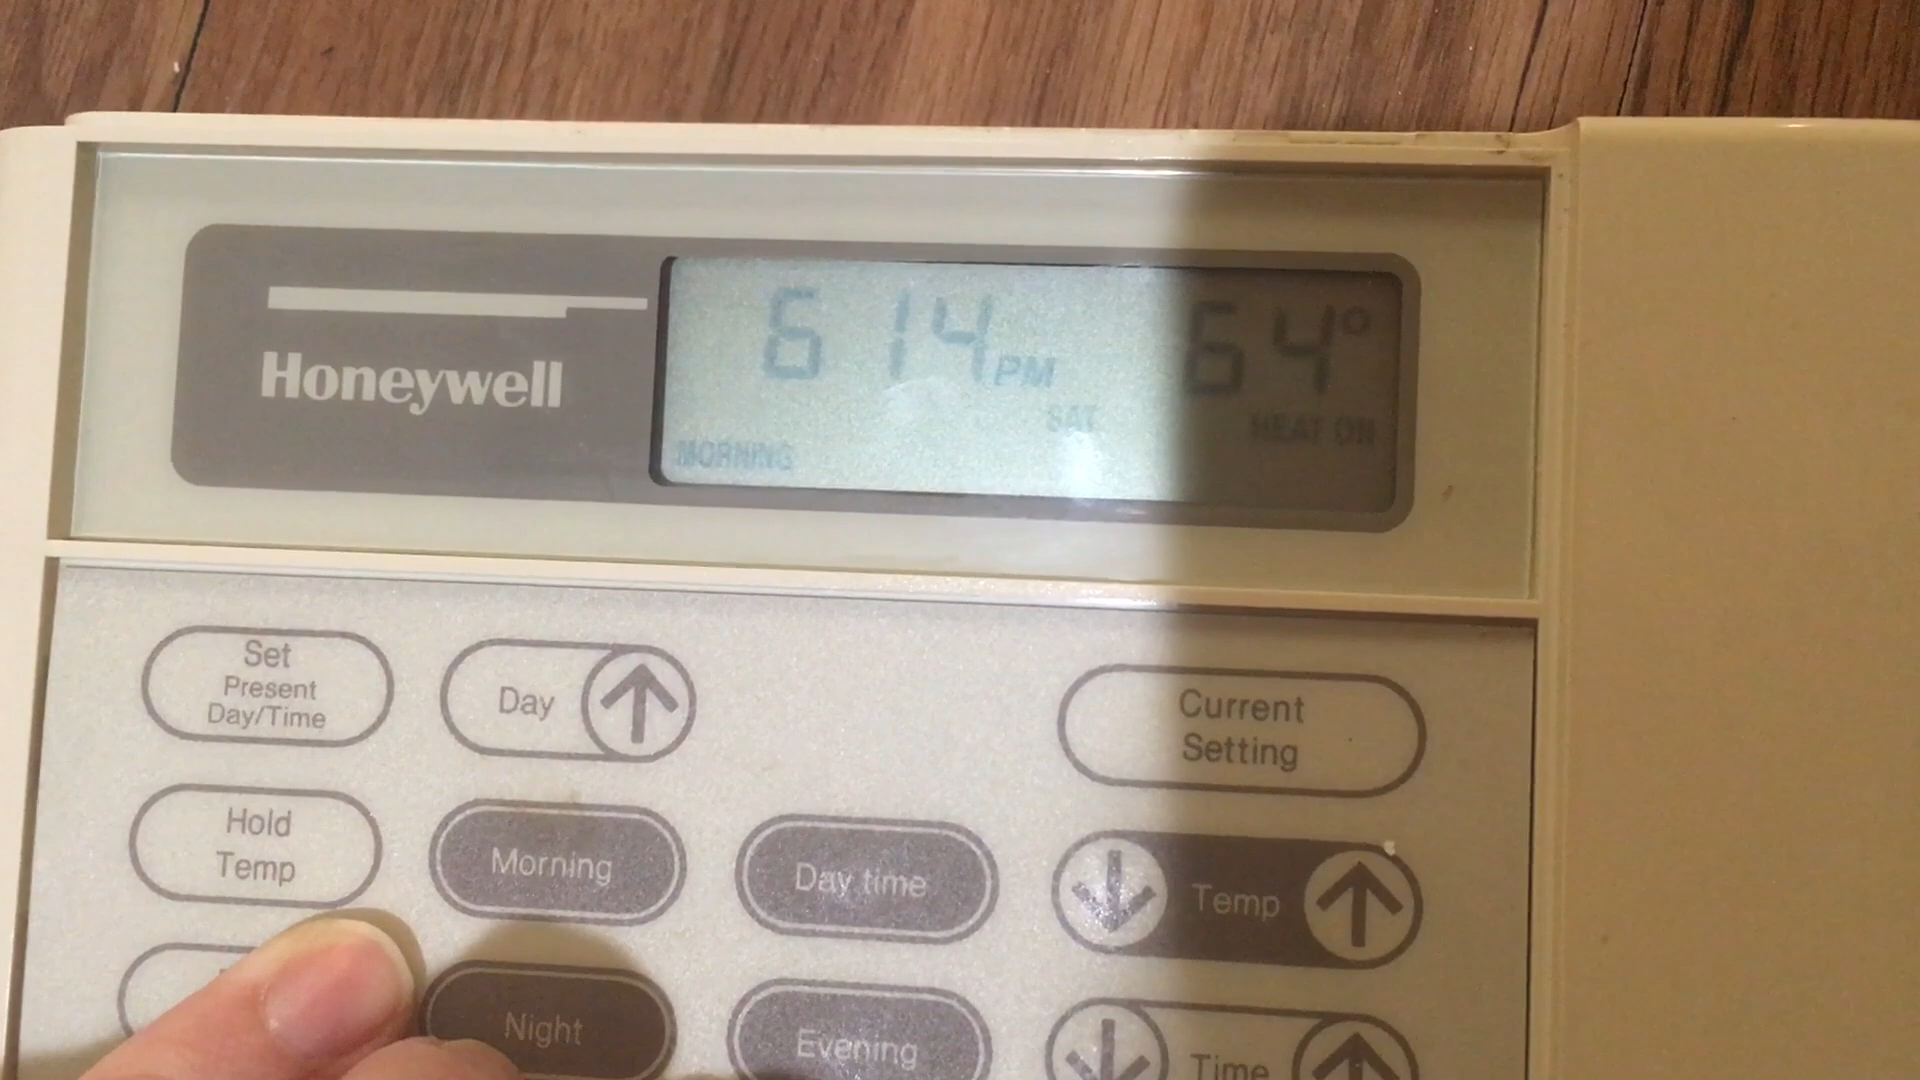 Honeywell
6 14 PM 64°
SAT HEAT ON
MORNING
Set
Present
Day/Time
Day
Current
Setting
Hold
Temp
Morning
Day time
Temp
Night
Evening
Time